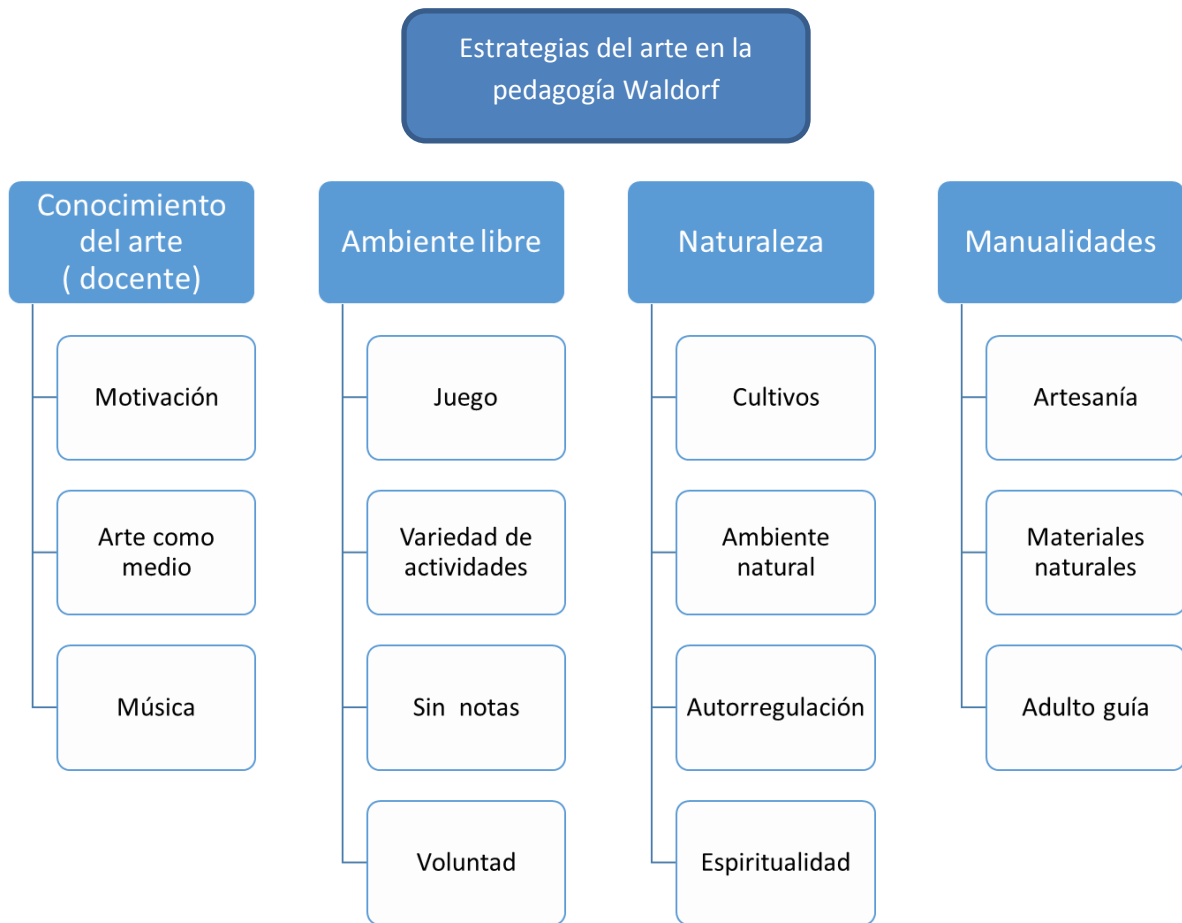 Estrategias del arte en la
pedagogía Waldorf
Conocimiento
del arte
( docente)
Motivación
Arte como
medio
Música
Ambiente libre
Juego
Variedad de
actividades
Sin notas
Voluntad
Naturaleza
Cultivos
Ambiente
natural
Autorregulación
Espiritualidad
Manualidades
Artesanía
Materiales
naturales
Adulto guía